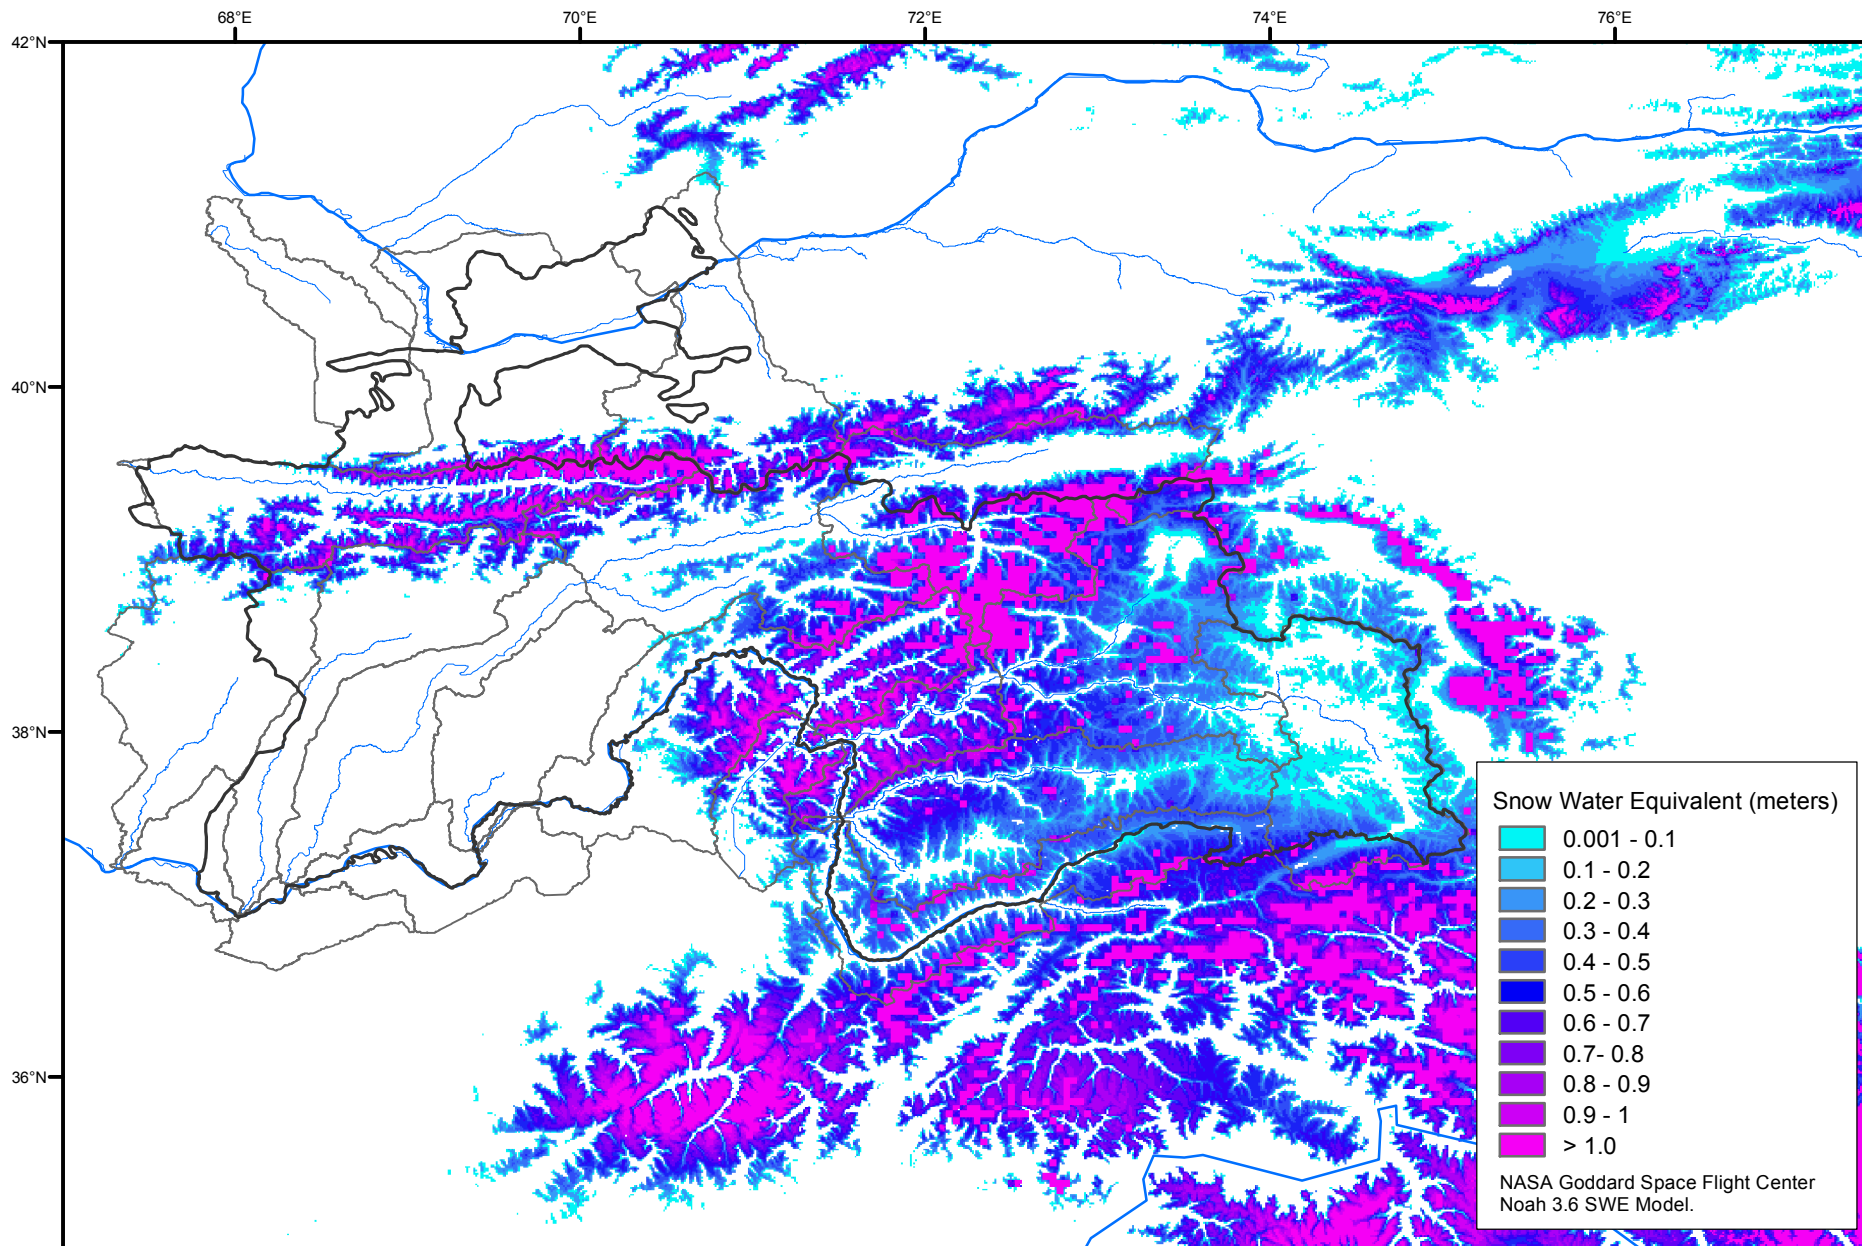 68°E
70°E
72°E
74°E
76°E
42°N
40°N
38°N
36°N
Snow Water Equivalent (meters)
0.001 - 0.1
0.1 - 0.2
0.2 - 0.3
0.3 - 0.4
0.4 - 0.5
0.5 - 0.6
0.6 - 0.7
0.7- 0.8
0.8 - 0.9
0.9 - 1
> 1.0
NASA Goddard Space Flight Center
Noah 3.6 SWE Model.